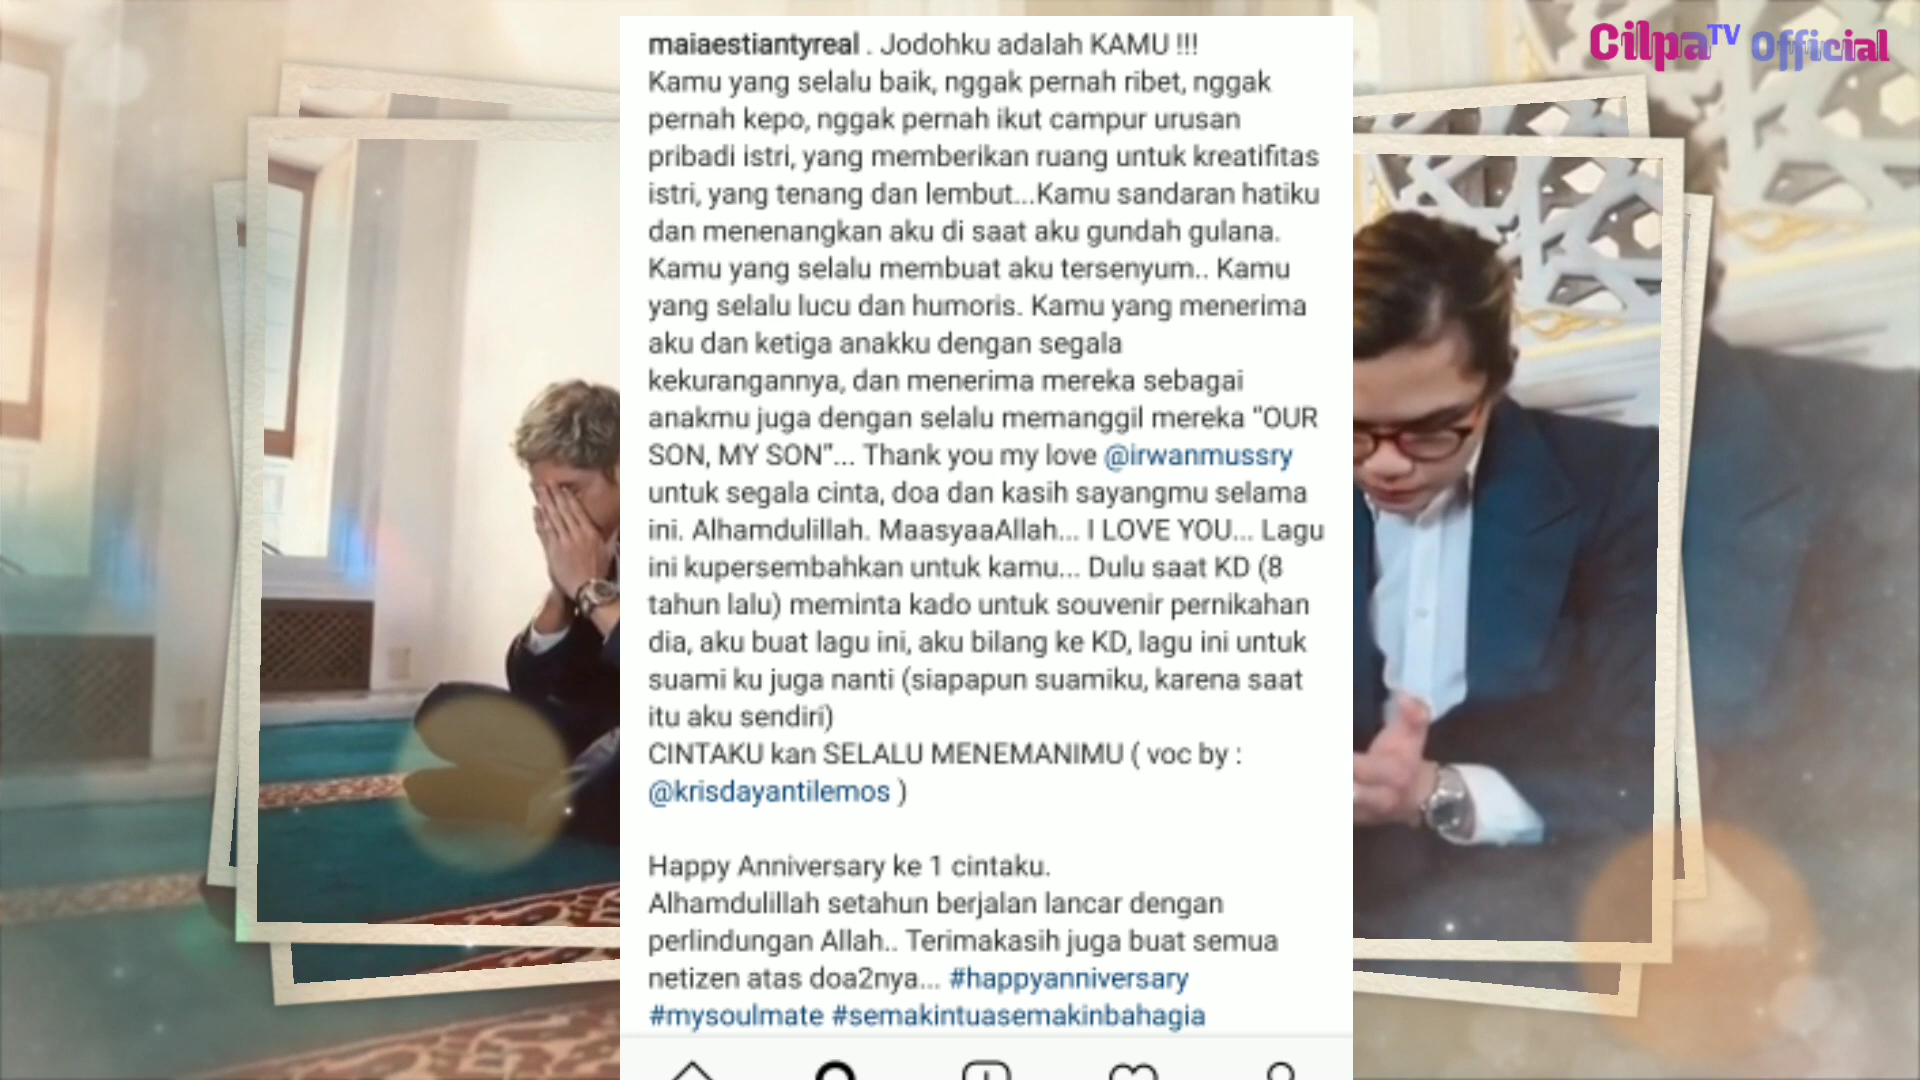 CilpaTV Official
maiaestiantyreal . Jodohku adalah KAMU !!!
Kamu yang selalu baik, nggak pernah ribet, nggak
pernah kepo, nggak pernah ikut campur urusan
pribadi istri, yang memberikan ruang untuk kreatifitas
istri, yang tenang dan lembut...Kamu sandaran hatiku
dan menenangkan aku di saat aku gundah gulana.
Kamu yang selalu membuat aku tersenyum.. Kamu
yang selalu lucu dan humoris. Kamu yang menerima
aku dan ketiga anakku dengan segala
kekurangannya, dan menerima mereka sebagai
anakmu juga dengan selalu memanggil mereka "OUR
SON, MY SON"... Thank you my love @irwanmussry
untuk segala cinta, doa dan kasih sayangmu selama
ini. Alhamdulillah. MaasyaaAllah... I LOVE YOU... Lagu
ini kupersembahkan untuk kamu... Dulu saat KD (8
tahun lalu) meminta kado untuk souvenir pernikahan
dia, aku buat lagu ini, aku bilang ke KD, lagu ini untuk
suami ku juga nanti (siapapun suamiku, karena saat
itu aku sendiri)
CINTAKU kan SELALU MENEMANIMU ( voc by :
@krisdayantilemos )
Happy Anniversary ke 1 cintaku.
Alhamdulillah setahun berjalan lancar dengan
perlindungan Allah.. Terimakasih juga buat semua
netizen atas doa2nya... #happyanniversary
#mysoulmate #semakintuasemakinbahagia